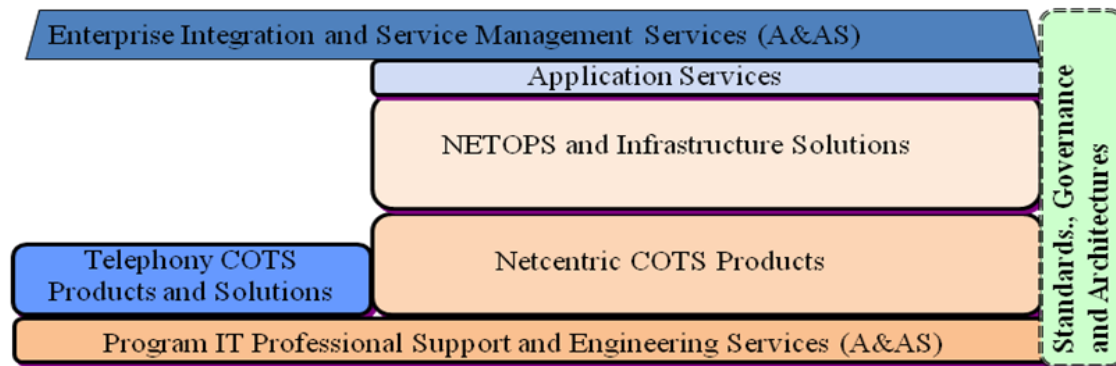 Enterprise Integration and Service Management Services (A&AS)
Application Services
NETOPS and Infrastructure Solutions
Telephony COTS
Products and Solutions
Netcentric COTS Products
Program IT Professional Support and Engineering Services (A&AS)
Standards., Governance
and Architectures